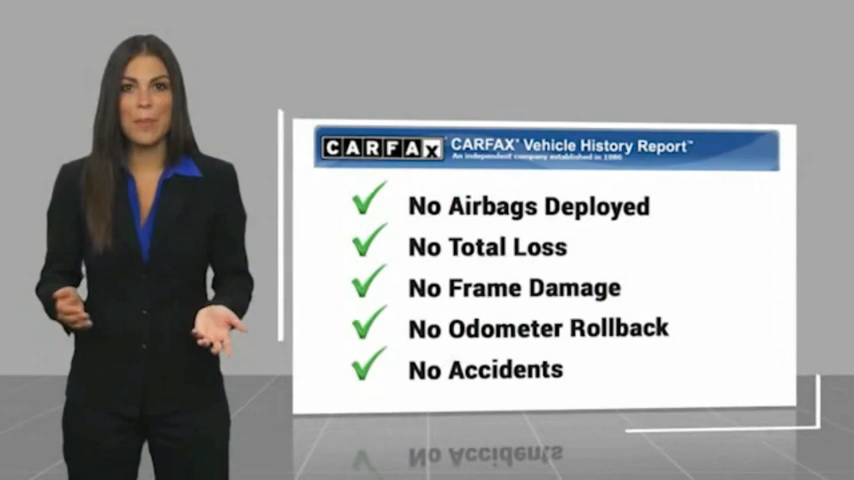 CARFAX CARFAX® Vehicle History Report™
An independent company established in 1986
No Airbags Deployed
No Total Loss
No Frame Damage
No Odometer Rollback
No Accidents
No Accidents